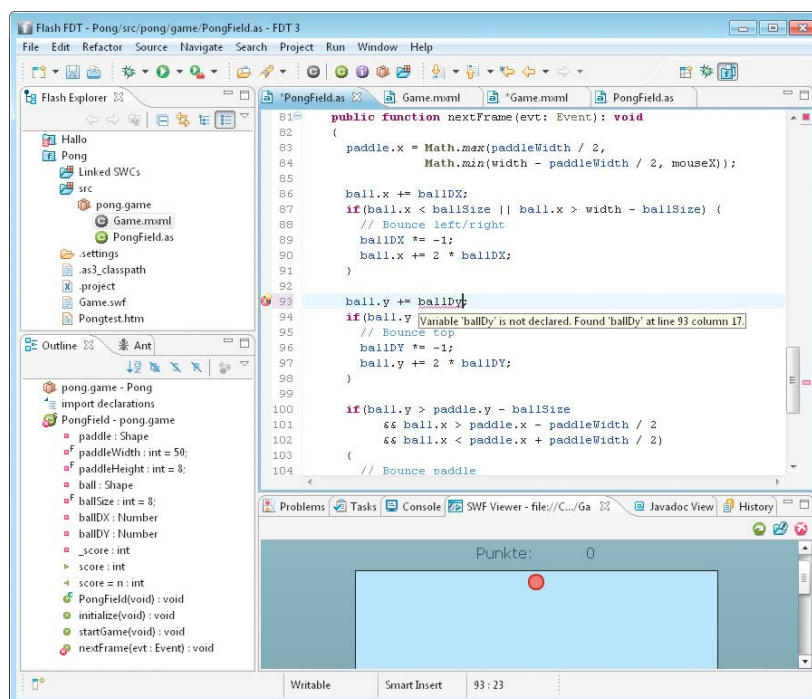 Flash FDT - Pong/src/pong/game/PongField.as - FDT 3
File Edit Refactor Source Navigate Search Project Run Window Help
Flash Explorer
Hallo
Pong
Linked SWCs
src
pong.game
Game.mxml
PongField.as
.settings
.as3_classpath
.project
Game.swf
Pongtest.htm
Outline Ant
pong.game - Pong
import declarations
PongField - pong.game
paddle : Shape
paddleWidth : int = 50;
paddleHeight : int = 8;
ball : Shape
ballSize : int = 8;
ballDX : Number
ballDY : Number
_score : int
score : int
score = n : int
PongField(void) : void
initialize(void) : void
startGame(void) : void
nextFrame(evt : Event) : void
*PongField.as Game.mxml *Game.mxml PongField.as
81 public function nextFrame(evt: Event): void
82 {
83 paddle.x = Math.max(paddleWidth / 2,
84 Math.min(width - paddleWidth / 2, mouseX));
85
86 ball.x += ballDX;
87 if(ball.x < ballSize || ball.x > width - ballSize) {
88 // Bounce left/right
89 ballDX *= -1;
90 ball.x += 2 * ballDX;
91 }
92
93 ball.y += ballDy;
94 if(ball.y
Variable 'ballDy' is not declared. Found 'ballDy' at line 93 column 17.
95 // Bounce top
96 ballDY *= -1;
97 ball.y += 2 * ballDY;
98 }
99
100 if(ball.y > paddle.y - ballSize
101 && ball.x > paddle.x - paddleWidth / 2
102 && ball.x < paddle.x + paddleWidth / 2)
103 {
104 // Bounce paddle
Problems Tasks Console SWF Viewer - file://C.../Ga Javadoc View History
Punkte: 0
Writable Smart Insert 93 : 23